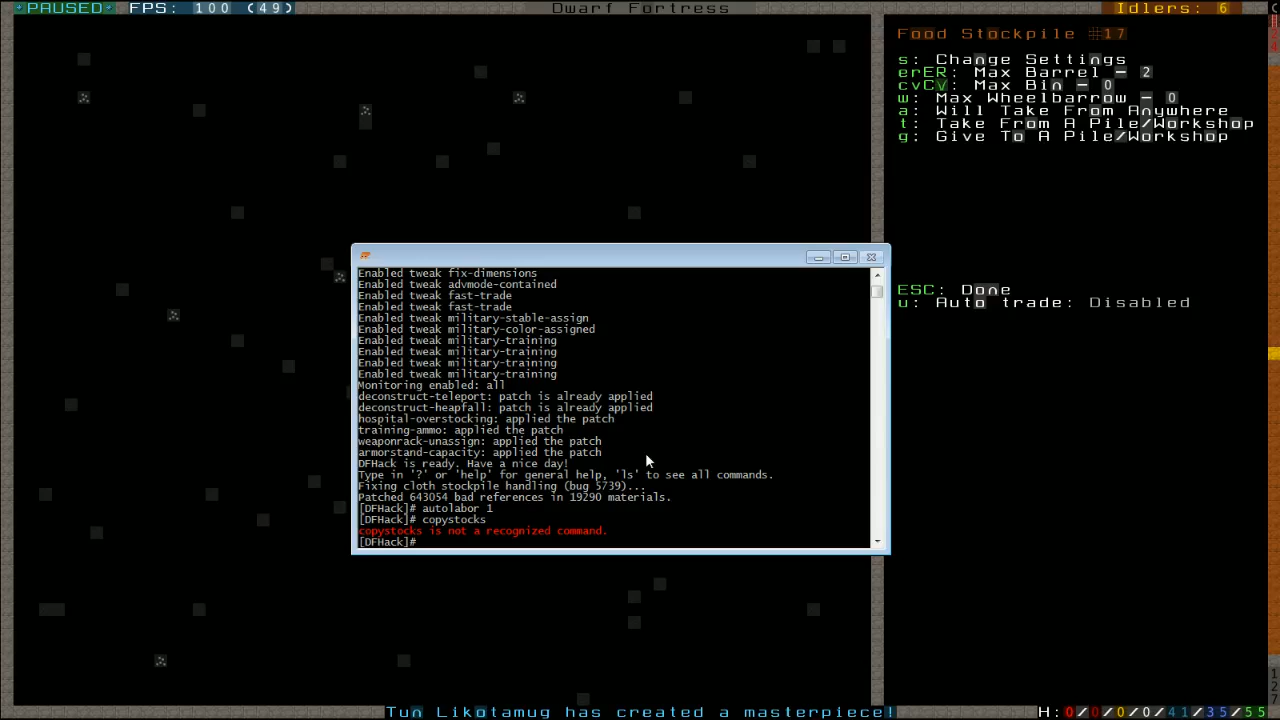 *PAUSED* FPS: 100 (49) Dwarf Fortress Idlers: 6
Food Stockpile #17
s: Change Settings
erER: Max Barrel - 2
cvCV: Max Bin - 0
w: Max Wheelbarrow - 0
a: Will Take From Anywhere
t: Take From A Pile/Workshop
g: Give To A Pile/Workshop
ESC: Done
u: Auto trade: Disabled
Enabled tweak fix-dimensions
Enabled tweak advmode-contained
Enabled tweak fast-trade
Enabled tweak fast-trade
Enabled tweak military-stable-assign
Enabled tweak military-color-assigned
Enabled tweak military-training
Enabled tweak military-training
Enabled tweak military-training
Enabled tweak military-training
Monitoring enabled: all
deconstruct-teleport: patch is already applied
deconstruct-heapfall: patch is already applied
hospital-overstocking: applied the patch
training-ammo: applied the patch
weaponrack-unassign: applied the patch
armorstand-capacity: applied the patch
DFHack is ready. Have a nice day!
Type in '?' or 'help' for general help, 'ls' to see all commands.
Fixing cloth stockpile handling (bug 5739)...
Patched 643054 bad references in 19290 materials.
[DFHack]# autolabor 1
[DFHack]# copystocks
copystocks is not a recognized command.
[DFHack]#
Tun Likotamug has created a masterpiece! H:0/0/0/0/41/35/55